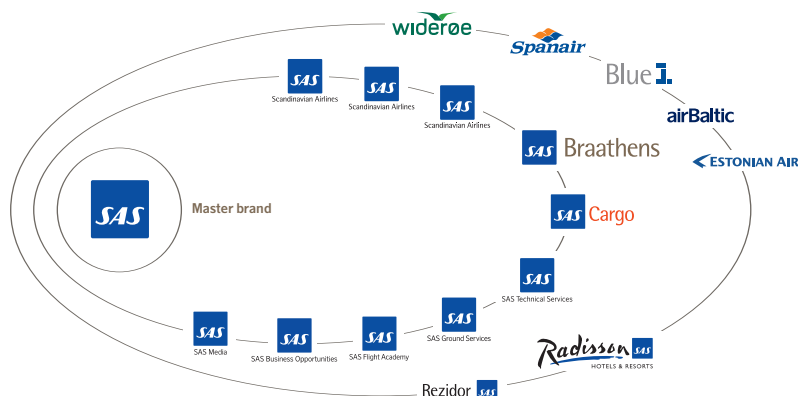 widerøe
Spanair
Blue1.
airBaltic
ESTONIAN AIR
SAS
Scandinavian Airlines
SAS
Scandinavian Airlines
SAS
Scandinavian Airlines
SAS Braathens
SAS Cargo
SAS
Master brand
SAS
SAS Technical Services
SAS
SAS Ground Services
SAS
SAS Flight Academy
SAS
SAS Business Opportunities
SAS
SAS Media
Radisson SAS
HOTELS & RESORTS
Rezidor SAS